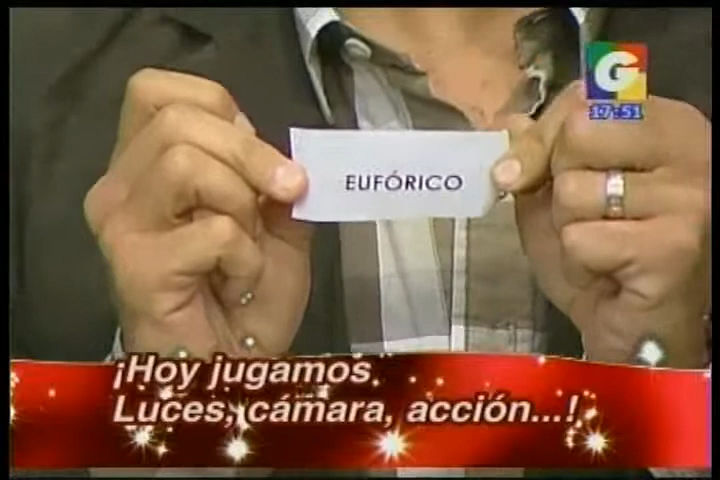 G
17:51
EUFÓRICO
¡Hoy jugamos
Luces, cámara, acción...!